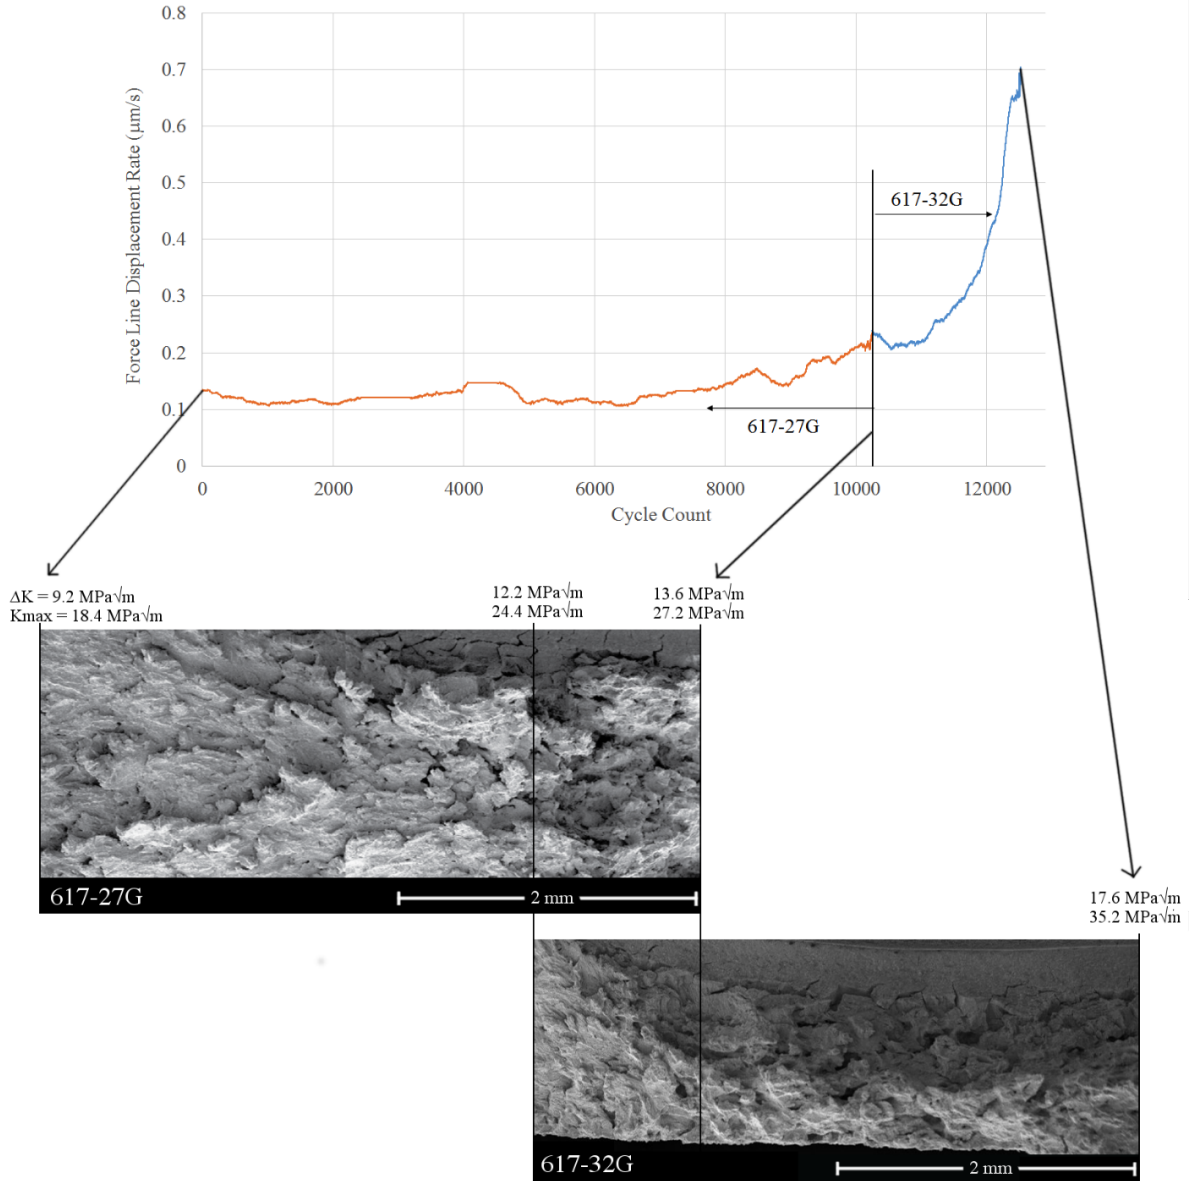 0.8
0.7
0.6
0.5
0.4
0.3
0.2
0.1
0
Force Line Displacement Rate (μm/s)
617-32G
617-27G
0 2000 4000 6000 8000 10000 12000
Cycle Count
ΔK = 9.2 MPa√m
Kmax = 18.4 MPa√m
12.2 MPa√m
24.4 MPa√m
13.6 MPa√m
27.2 MPa√m
617-27G
2 mm
17.6 MPa√m
35.2 MPa√m
617-32G
2 mm